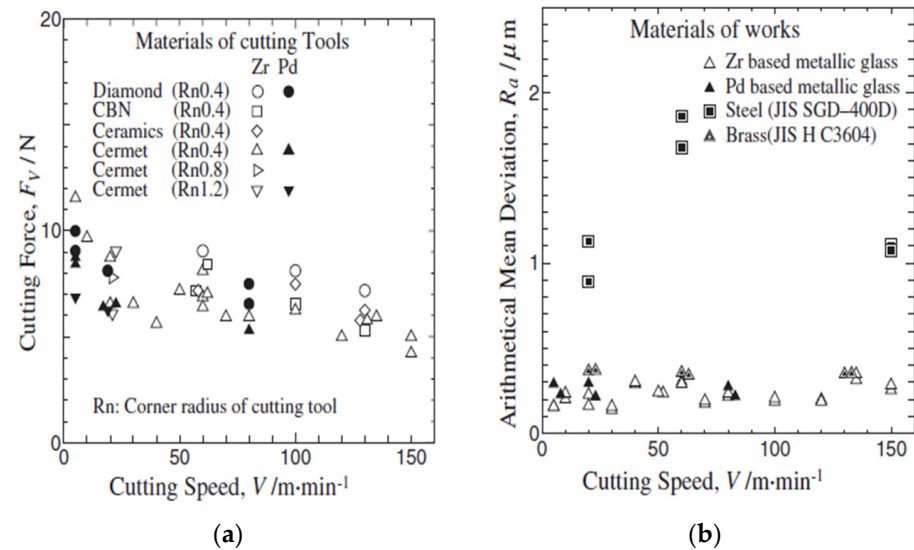 20
10
0
Cutting Force, F_V / N
Materials of cutting Tools
Zr Pd
Diamond (Rn0.4) ○ ●
CBN (Rn0.4) □
Ceramics (Rn0.4) ◇
Cermet (Rn0.4) △ ▲
Cermet (Rn0.8) ▷
Cermet (Rn1.2) ▽ ▼
Rn: Corner radius of cutting tool
0 50 100 150
Cutting Speed, V /m·min⁻¹
(a)
2
1
0
Arithmetical Mean Deviation, R_a / μm
Materials of works
Zr based metallic glass
Pd based metallic glass
Steel (JIS SGD–400D)
Brass(JIS H C3604)
0 50 100 150
Cutting Speed, V /m·min⁻¹
(b)